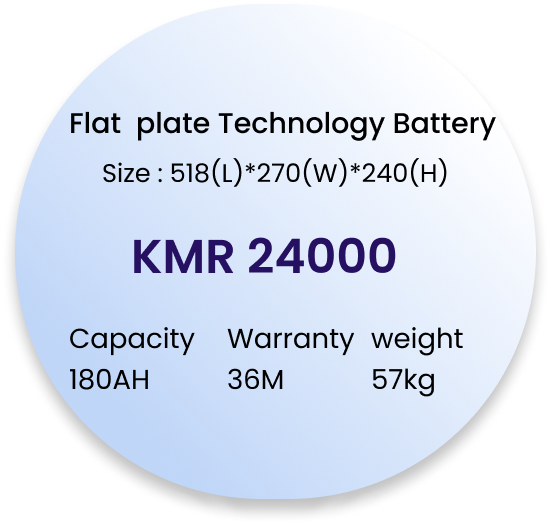 Flat plate Technology Battery
Size : 518(L)*270(W)*240(H)
KMR 24000
Capacity Warranty weight
180AH 36M 57kg